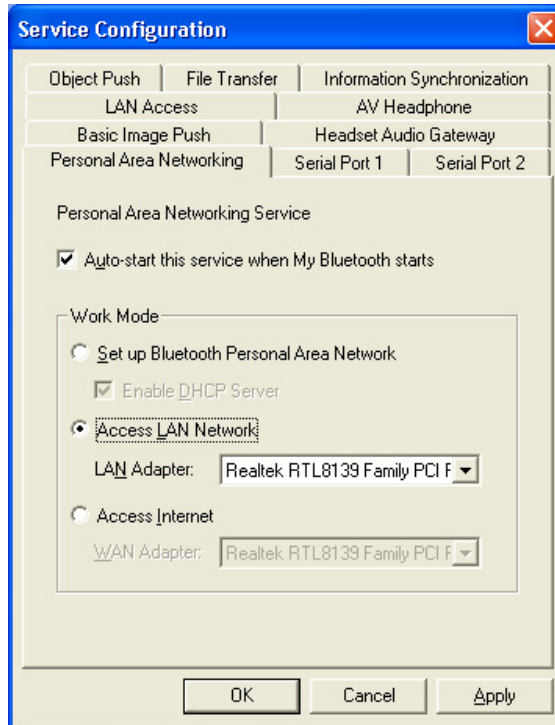 Service Configuration
Object Push File Transfer Information Synchronization
LAN Access AV Headphone
Basic Image Push Headset Audio Gateway
Personal Area Networking Serial Port 1 Serial Port 2
Personal Area Networking Service
Auto-start this service when My Bluetooth starts
Work Mode
Set up Bluetooth Personal Area Network
Enable DHCP Server
Access LAN Network
LAN Adapter: Realtek RTL8139 Family PCI F
Access Internet
WAN Adapter: Realtek RTL8139 Family PCI F
OK Cancel Apply